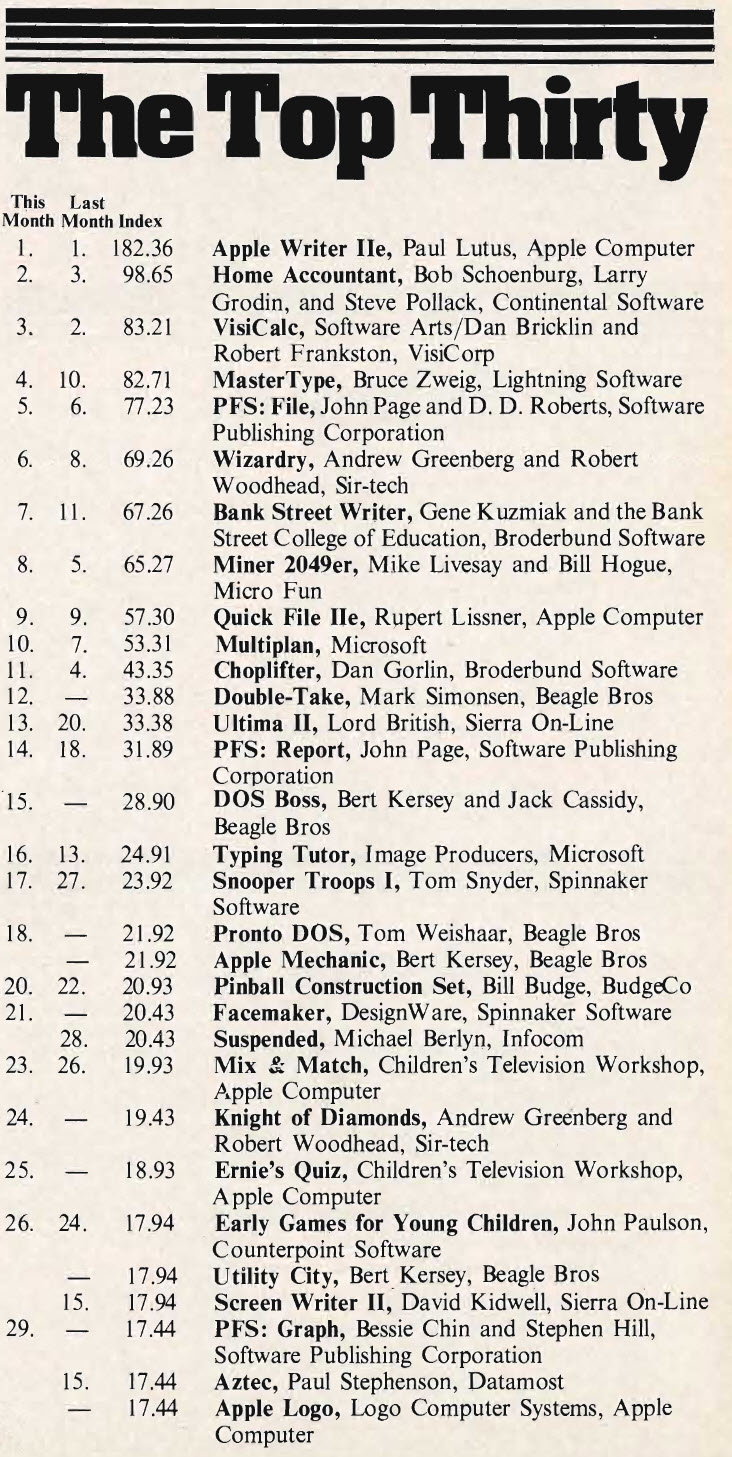 The Top Thirty
This Last
Month Month Index
1. 1. 182.36 Apple Writer IIe, Paul Lutus, Apple Computer
2. 3. 98.65 Home Accountant, Bob Schoenburg, Larry
Grodin, and Steve Pollack, Continental Software
3. 2. 83.21 VisiCalc, Software Arts/Dan Bricklin and
Robert Frankston, VisiCorp
4. 10. 82.71 MasterType, Bruce Zweig, Lightning Software
5. 6. 77.23 PFS: File, John Page and D. D. Roberts, Software
Publishing Corporation
6. 8. 69.26 Wizardry, Andrew Greenberg and Robert
Woodhead, Sir-tech
7. 11. 67.26 Bank Street Writer, Gene Kuzmiak and the Bank
Street College of Education, Broderbund Software
8. 5. 65.27 Miner 2049er, Mike Livesay and Bill Hogue,
Micro Fun
9. 9. 57.30 Quick File IIe, Rupert Lissner, Apple Computer
10. 7. 53.31 Multiplan, Microsoft
11. 4. 43.35 Choplifter, Dan Gorlin, Broderbund Software
12. — 33.88 Double-Take, Mark Simonsen, Beagle Bros
13. 20. 33.38 Ultima II, Lord British, Sierra On-Line
14. 18. 31.89 PFS: Report, John Page, Software Publishing
Corporation
15. — 28.90 DOS Boss, Bert Kersey and Jack Cassidy,
Beagle Bros
16. 13. 24.91 Typing Tutor, Image Producers, Microsoft
17. 27. 23.92 Snooper Troops I, Tom Snyder, Spinnaker
Software
18. — 21.92 Pronto DOS, Tom Weishaar, Beagle Bros
— 21.92 Apple Mechanic, Bert Kersey, Beagle Bros
20. 22. 20.93 Pinball Construction Set, Bill Budge, BudgeCo
21. — 20.43 Facemaker, DesignWare, Spinnaker Software
28. 20.43 Suspended, Michael Berlyn, Infocom
23. 26. 19.93 Mix & Match, Children's Television Workshop,
Apple Computer
24. — 19.43 Knight of Diamonds, Andrew Greenberg and
Robert Woodhead, Sir-tech
25. — 18.93 Ernie's Quiz, Children's Television Workshop,
Apple Computer
26. 24. 17.94 Early Games for Young Children, John Paulson,
Counterpoint Software
— 17.94 Utility City, Bert Kersey, Beagle Bros
15. 17.94 Screen Writer II, David Kidwell, Sierra On-Line
29. — 17.44 PFS: Graph, Bessie Chin and Stephen Hill,
Software Publishing Corporation
15. 17.44 Aztec, Paul Stephenson, Datamost
— 17.44 Apple Logo, Logo Computer Systems, Apple
Computer